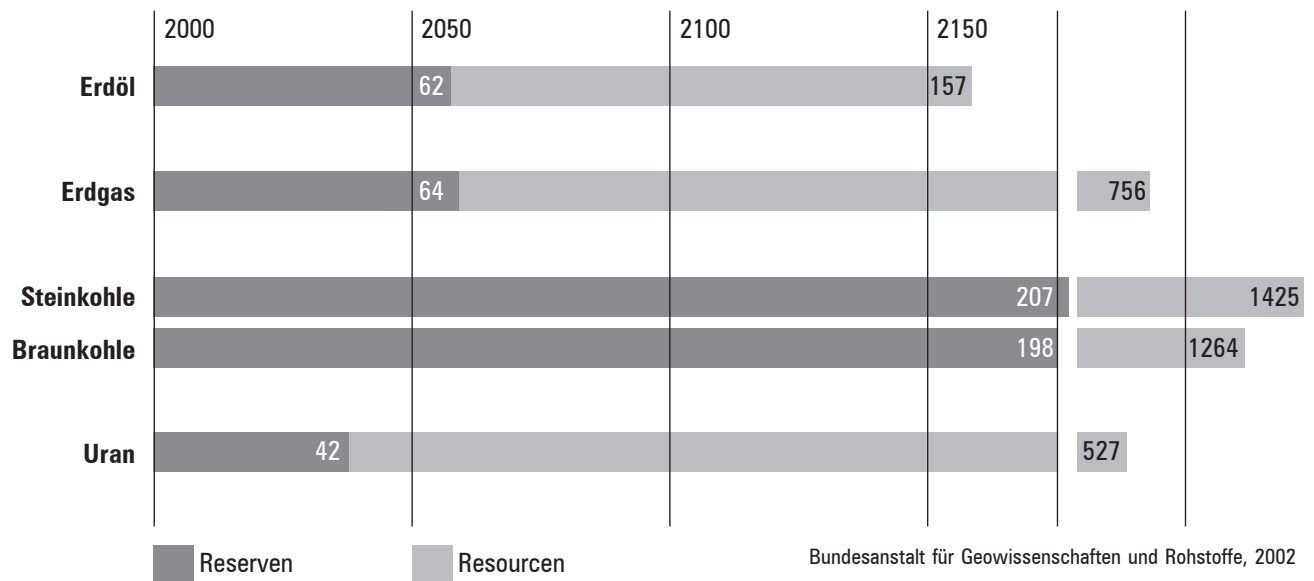 2000 2050 2100 2150
Erdöl 62 157
Erdgas 64 756
Steinkohle 207 1425
Braunkohle 198 1264
Uran 42 527
Reserven Resourcen Bundesanstalt für Geowissenschaften und Rohstoffe, 2002